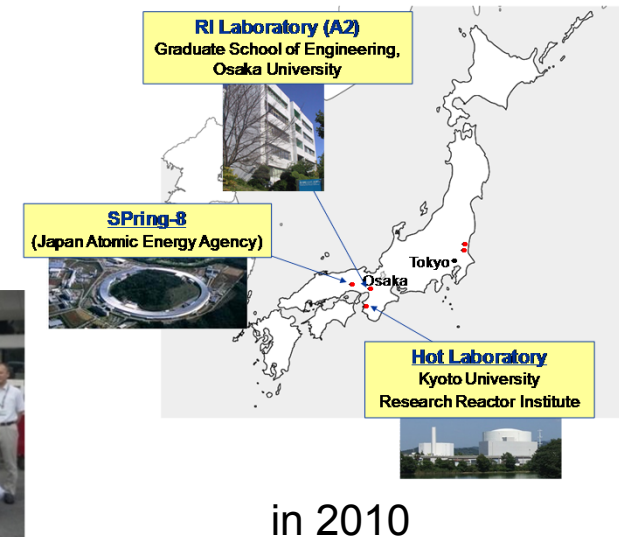 RI Laboratory (A2)
Graduate School of Engineering,
Osaka University
SPring-8
(Japan Atomic Energy Agency)
Tokyo
Osaka
Hot Laboratory
Kyoto University
Research Reactor Institute
in 2010